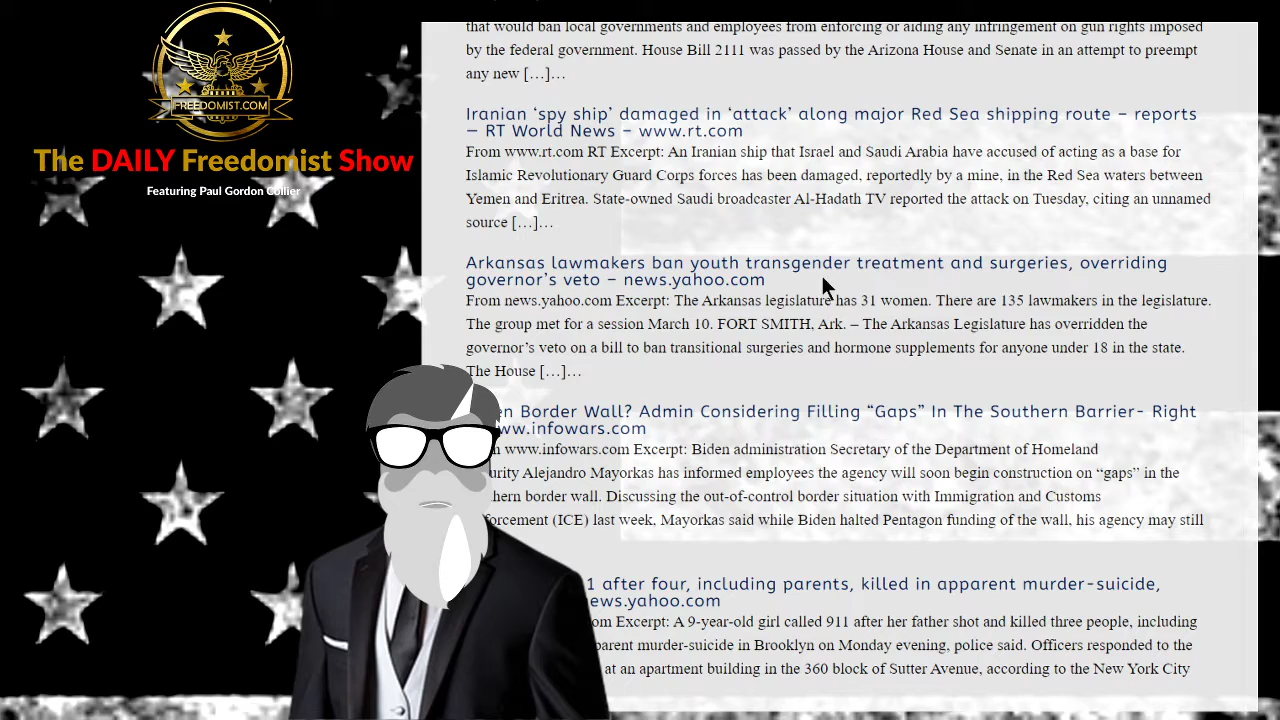 FREEDOMIST.COM
The DAILY Freedomist Show
Featuring Paul Gordon Collier
that would ban local governments and employees from enforcing or aiding any infringement on gun rights imposed
by the federal government. House Bill 2111 was passed by the Arizona House and Senate in an attempt to preempt
any new […]…
Iranian ‘spy ship’ damaged in ‘attack’ along major Red Sea shipping route – reports
— RT World News – www.rt.com
From www.rt.com RT Excerpt: An Iranian ship that Israel and Saudi Arabia have accused of acting as a base for
Islamic Revolutionary Guard Corps forces has been damaged, reportedly by a mine, in the Red Sea waters between
Yemen and Eritrea. State-owned Saudi broadcaster Al-Hadath TV reported the attack on Tuesday, citing an unnamed
source […]…
Arkansas lawmakers ban youth transgender treatment and surgeries, overriding
governor’s veto – news.yahoo.com
From news.yahoo.com Excerpt: The Arkansas legislature has 31 women. There are 135 lawmakers in the legislature.
The group met for a session March 10. FORT SMITH, Ark. – The Arkansas Legislature has overridden the
governor’s veto on a bill to ban transitional surgeries and hormone supplements for anyone under 18 in the state.
The House […]…
en Border Wall? Admin Considering Filling “Gaps” In The Southern Barrier- Right
ww.infowars.com
www.infowars.com Excerpt: Biden administration Secretary of the Department of Homeland
urity Alejandro Mayorkas has informed employees the agency will soon begin construction on “gaps” in the
hern border wall. Discussing the out-of-control border situation with Immigration and Customs
forcement (ICE) last week, Mayorkas said while Biden halted Pentagon funding of the wall, his agency may still
1 after four, including parents, killed in apparent murder-suicide,
ews.yahoo.com
om Excerpt: A 9-year-old girl called 911 after her father shot and killed three people, including
parent murder-suicide in Brooklyn on Monday evening, police said. Officers responded to the
at an apartment building in the 360 block of Sutter Avenue, according to the New York City